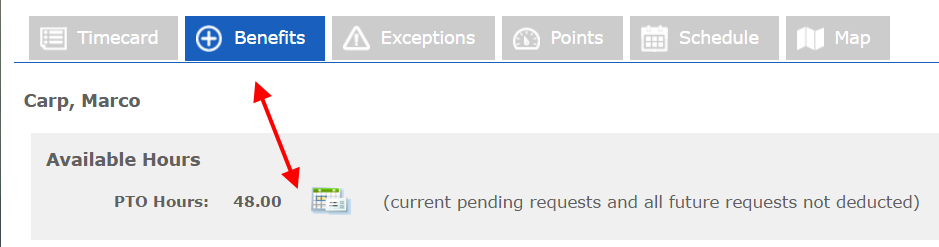 Timecard Benefits Exceptions Points Schedule Map
Carp, Marco
Available Hours
PTO Hours: 48.00 (current pending requests and all future requests not deducted)